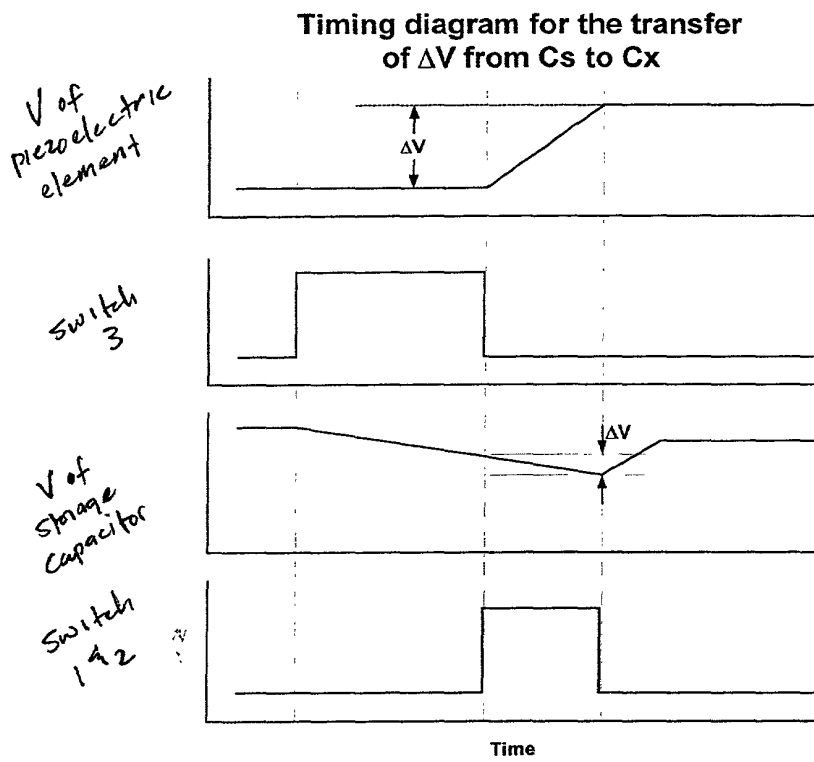 Timing diagram for the transfer
of ΔV from Cs to Cx
V of
piezoelectric
element
ΔV
Switch
3
V of
Storage
Capacitor
ΔV
Switch
1 & 2
Time